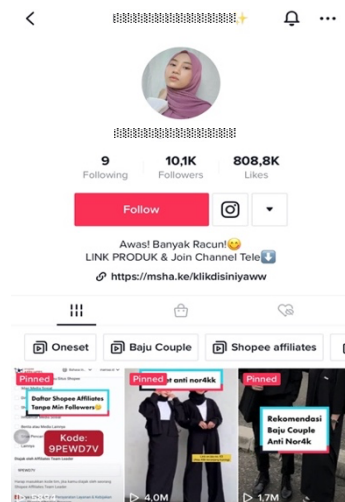 9
Following
10,1K
Followers
808,8K
Likes
Follow
Awas! Banyak Racun!😋
LINK PRODUK & Join Channel Tele⬇️
https://msha.ke/klikdisiniyaww
Oneset
Baju Couple
Shopee affiliates
Pinned
Daftar Shopee Affiliates
Tanpa Min Followers
Kode:
9PEWD7V
Pinned
anti nor4kk
4,0M
Pinned
Rekomendasi
Baju Couple
Anti Nor4k
1,7M